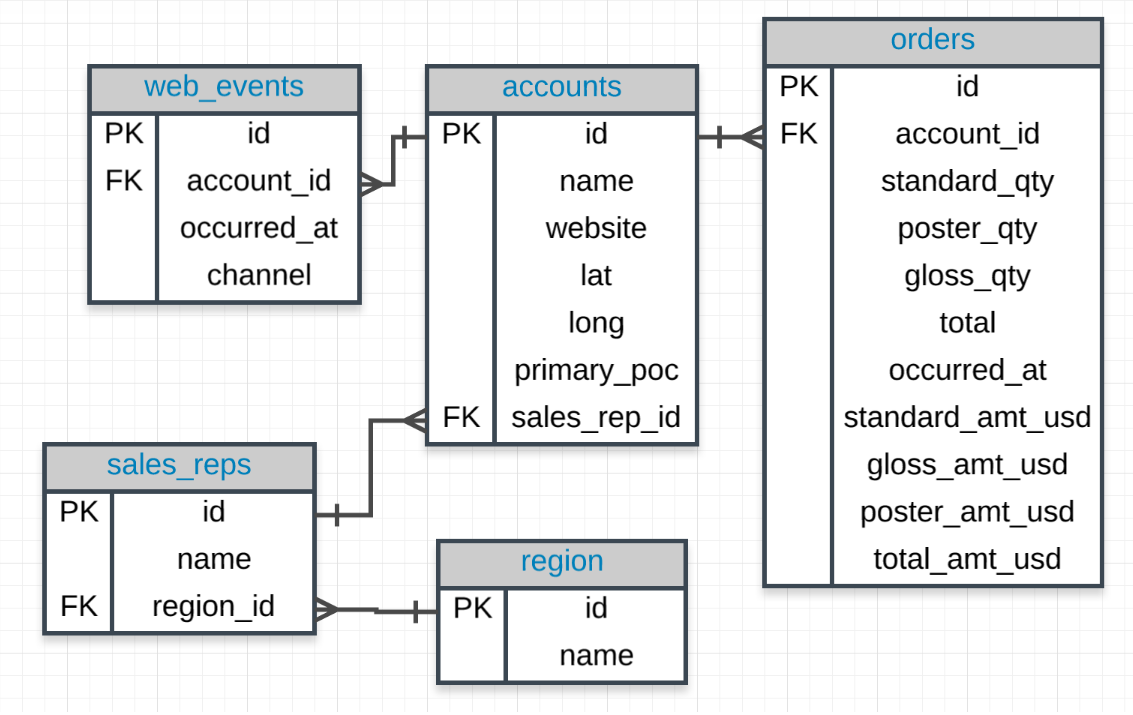 web_events
PK id
FK account_id
occurred_at
channel
accounts
PK id
name
website
lat
long
primary_poc
FK sales_rep_id
orders
PK id
FK account_id
standard_qty
poster_qty
gloss_qty
total
occurred_at
standard_amt_usd
gloss_amt_usd
poster_amt_usd
total_amt_usd
sales_reps
PK id
name
FK region_id
region
PK id
name